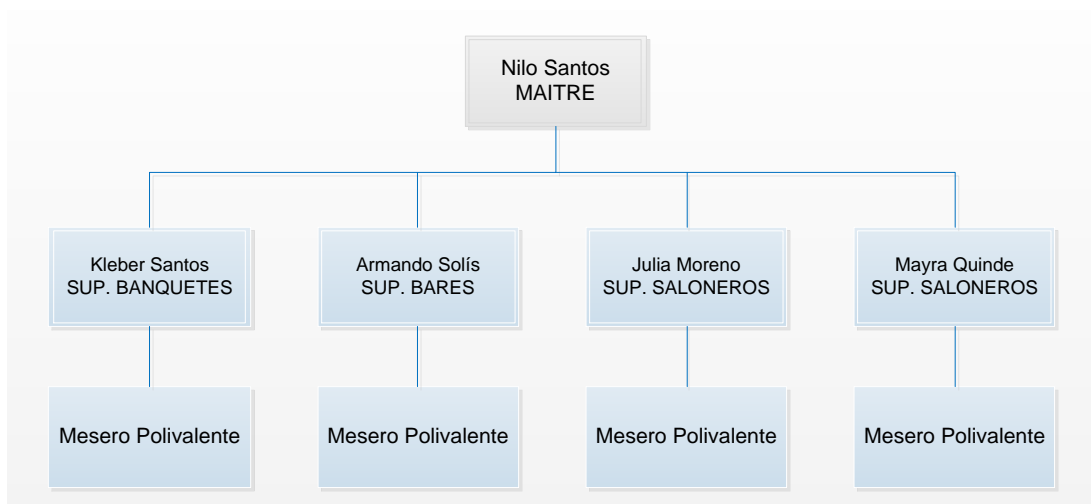 Nilo Santos
MAITRE
Kleber Santos
SUP. BANQUETES
Armando Solís
SUP. BARES
Julia Moreno
SUP. SALONEROS
Mayra Quinde
SUP. SALONEROS
Mesero Polivalente
Mesero Polivalente
Mesero Polivalente
Mesero Polivalente